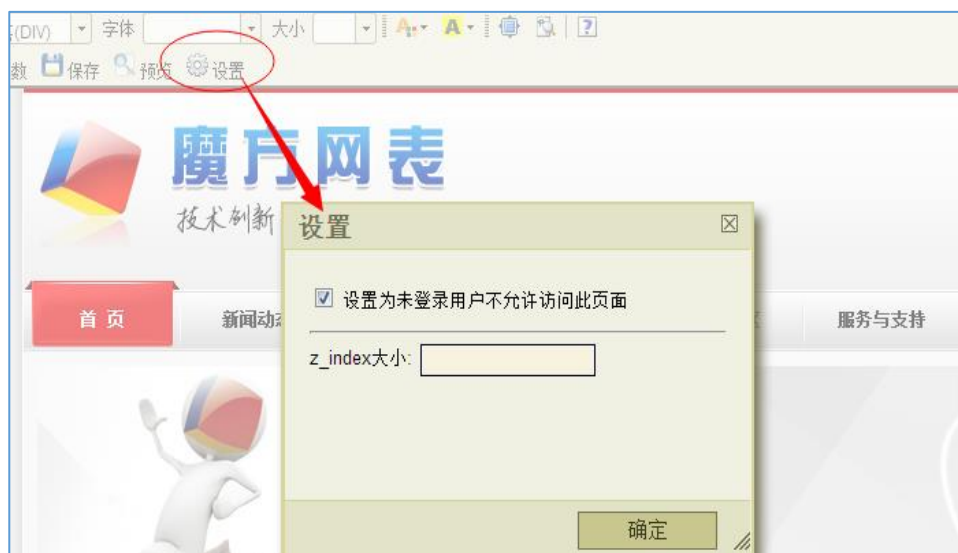 (DIV) 字体 大小 A A ?
数 保存 预览 设置
魔方网表
技术创新
设置
设置为未登录用户不允许访问此页面
首页 新闻动态 服务与支持
z_index大小:
确定